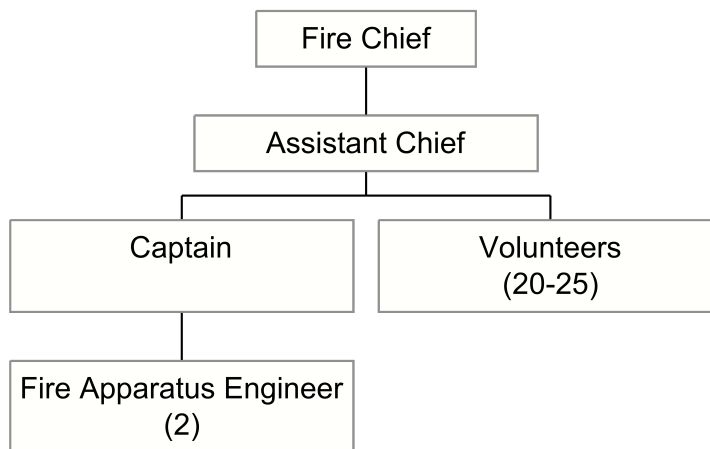 Fire Chief
Assistant Chief
Captain
Volunteers
(20-25)
Fire Apparatus Engineer
(2)